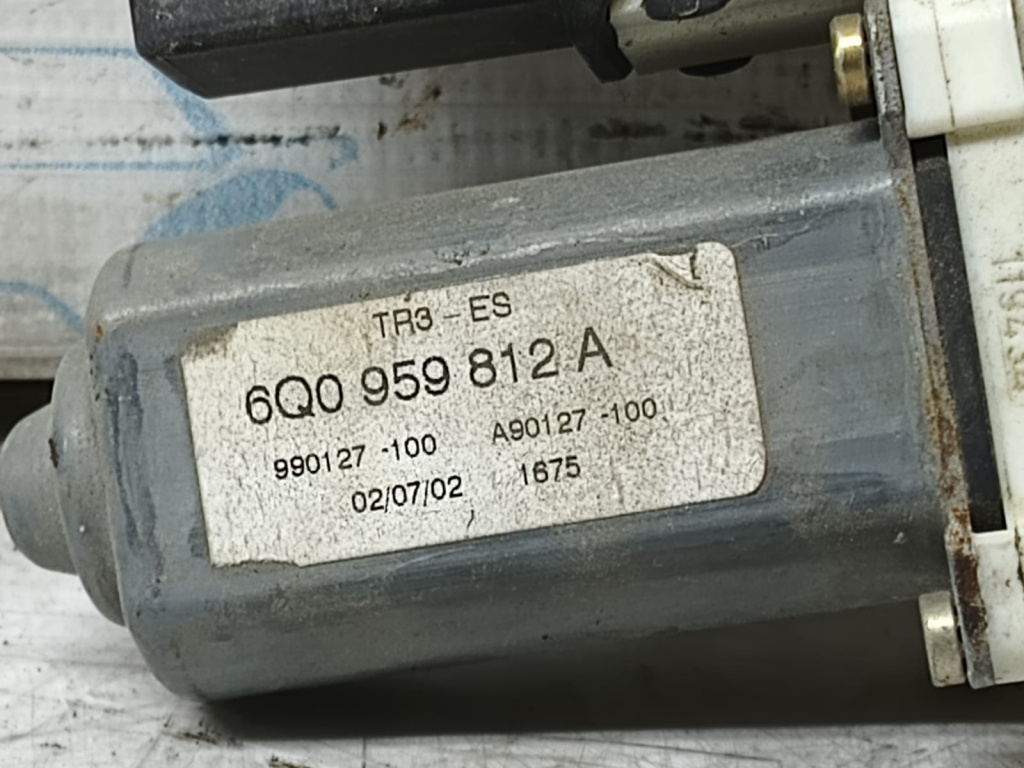 TR3 - ES
6Q0 959 812 A
990127 -100 A90127 -100
02/07/02 1675